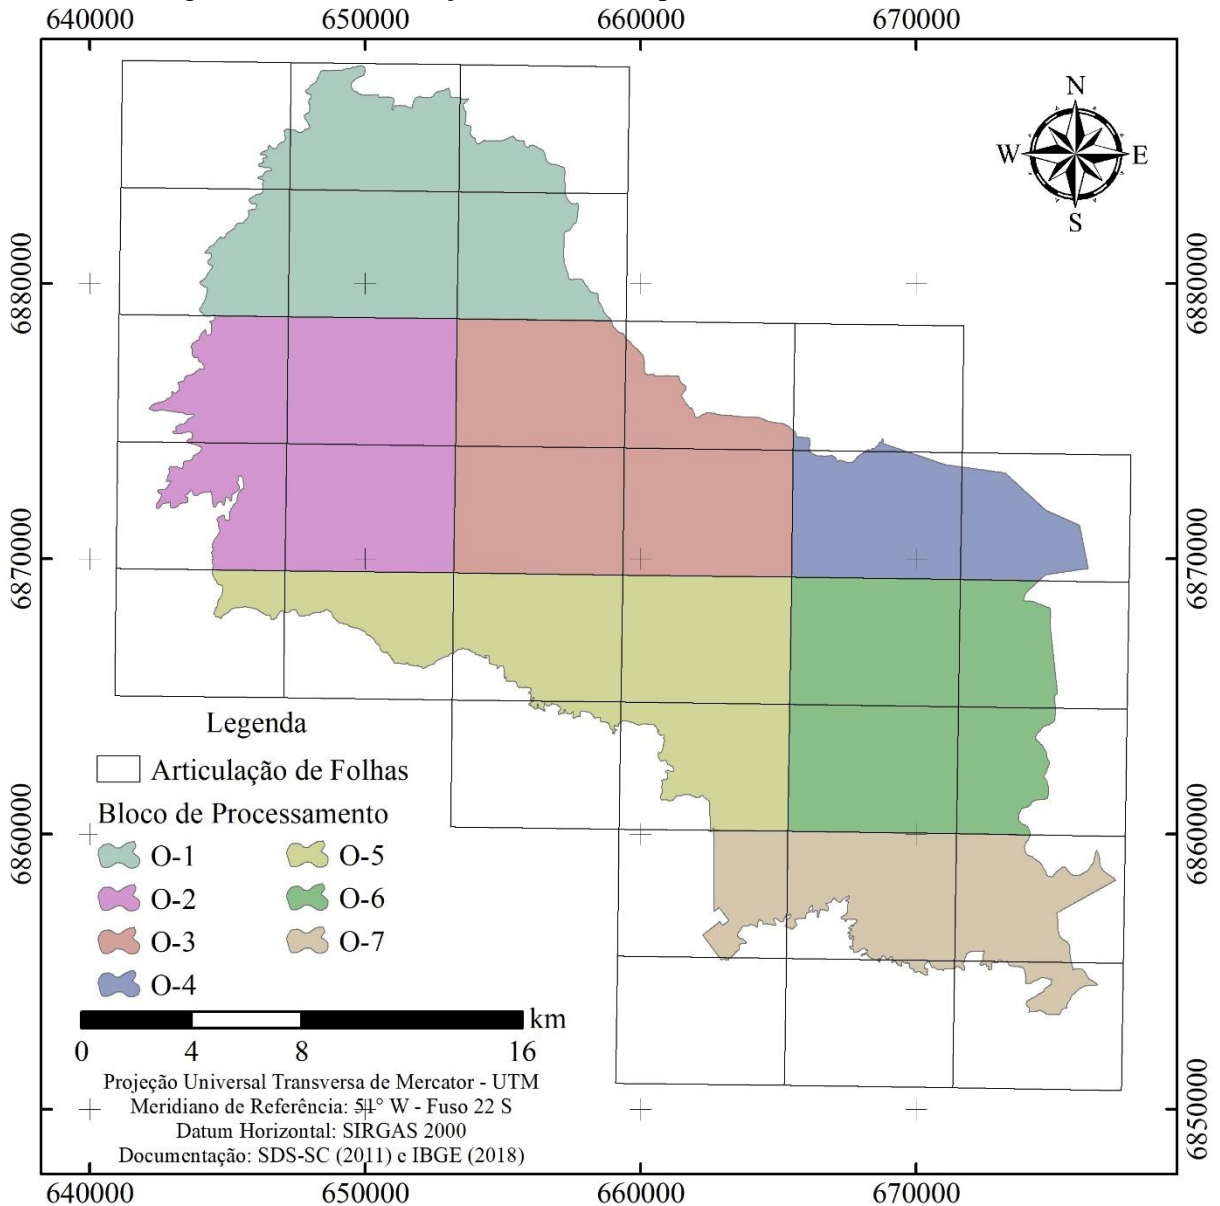 640000 650000 660000 670000
N
W E
S
6880000 6880000
6870000 6870000
Legenda
Articulação de Folhas
Bloco de Processamento
O-1 O-5
O-2 O-6
O-3 O-7
O-4
6860000 6860000
km
0 4 8 16
Projeção Universal Transversa de Mercator - UTM
Meridiano de Referência: 51° W - Fuso 22 S
Datum Horizontal: SIRGAS 2000
Documentação: SDS-SC (2011) e IBGE (2018)
6850000
640000 650000 660000 670000